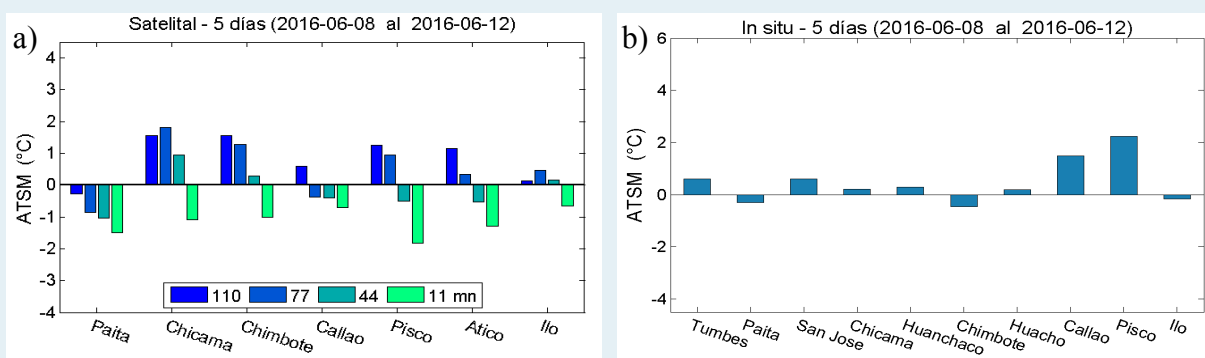 a)
Satelital - 5 días (2016-06-08 al 2016-06-12)
ATSM (°C)
4
3
2
1
0
-1
-2
-3
-4
110 77 44 11 mn
Paita Chicama Chimbote Callao Pisco Atico Ilo
b)
In situ - 5 días (2016-06-08 al 2016-06-12)
ATSM (°C)
6
4
2
0
-2
-4
Tumbes Paita San Jose Chicama Huanchaco Chimbote Huacho Callao Pisco Ilo